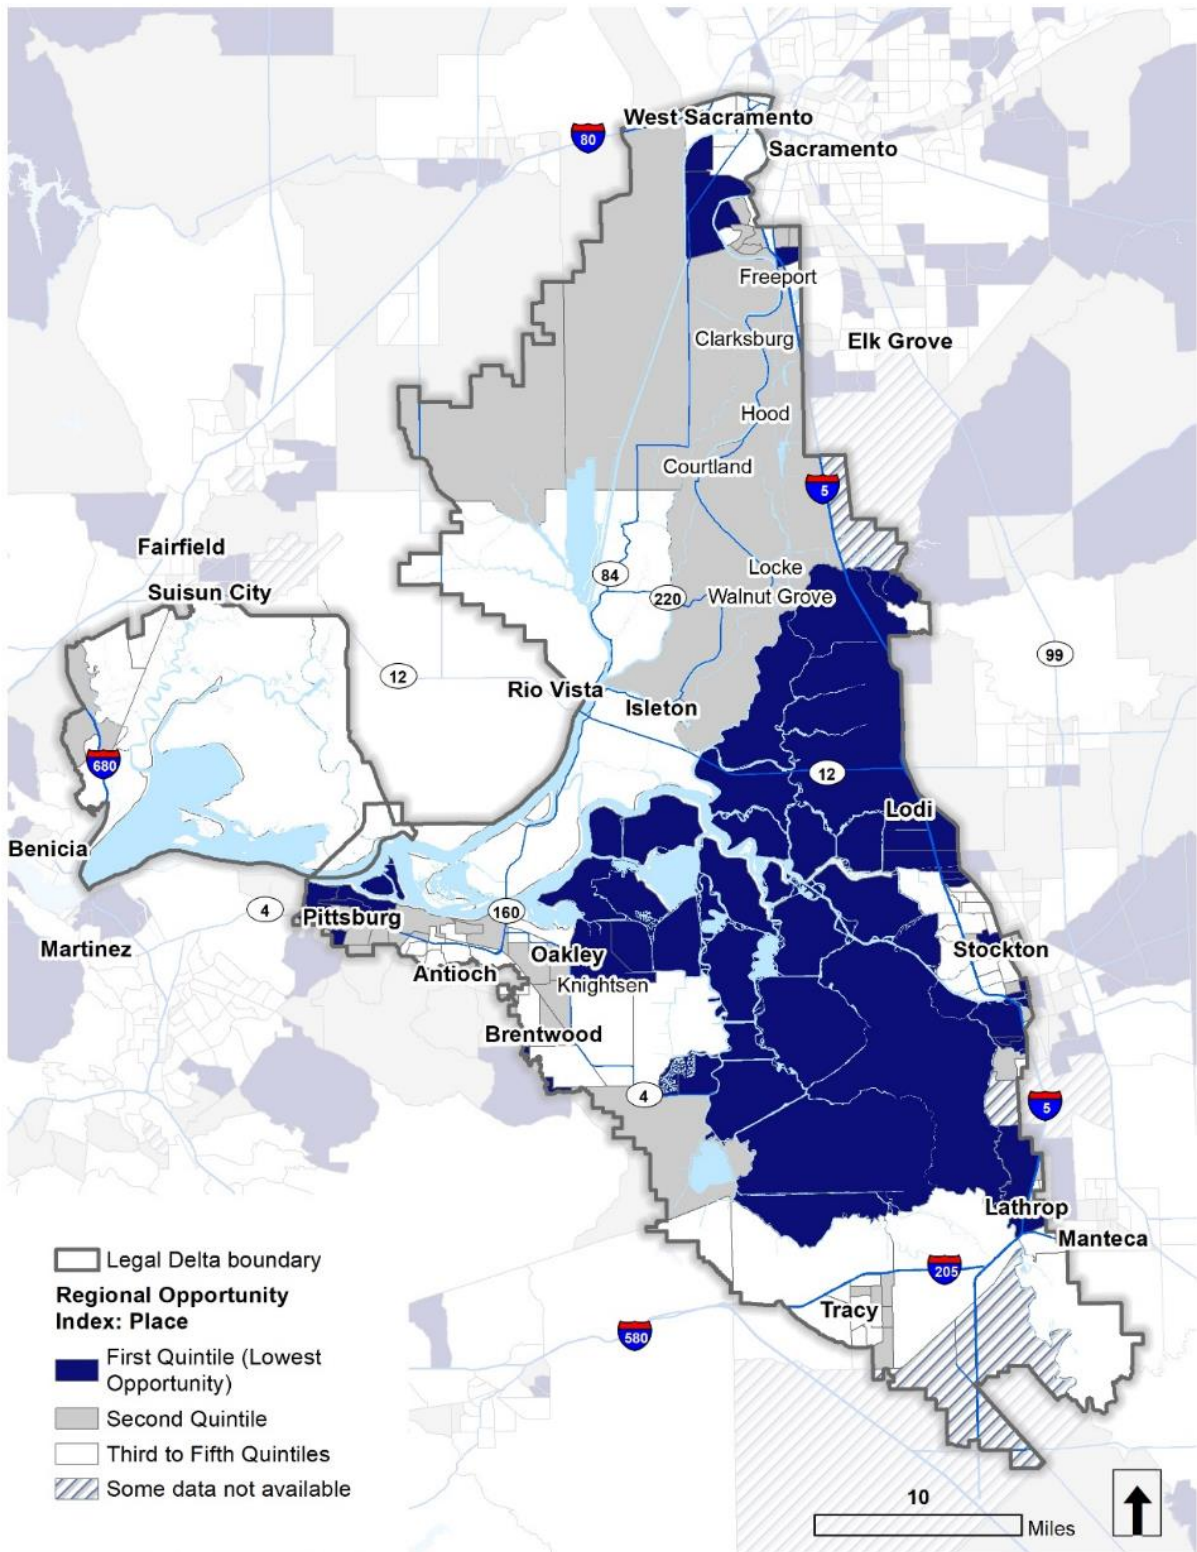 West Sacramento
80
Sacramento
Freeport
Clarksburg
Elk Grove
Hood
Courtland
5
Fairfield
Locke
84
Suisun City
220
Walnut Grove
99
12
Rio Vista
Isleton
680
12
Lodi
Benicia
4
Pittsburg
160
Martinez
Oakley
Stockton
Antioch
Knightsen
Brentwood
4
5
Lathrop
Manteca
Legal Delta boundary
205
Regional Opportunity
Index: Place
Tracy
580
First Quintile (Lowest
Opportunity)
Second Quintile
Third to Fifth Quintiles
Some data not available
10
Miles